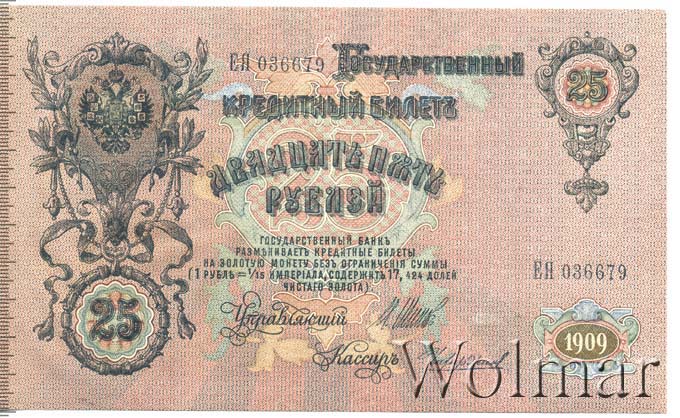 ЕЯ 036679 Государственный
25
Кредитный Билетъ
Двадцать пять
рублей
25
Государственный Банкъ
размѣниваетъ кредитные билеты
на золотую монету безъ ограниченія суммы
(1 рубль = 1/15 имперіала, содержитъ 17, 424 долей
чистаго золота).
ЕЯ 036679
25
Управляющій
Кассиръ
1909
Wolmar